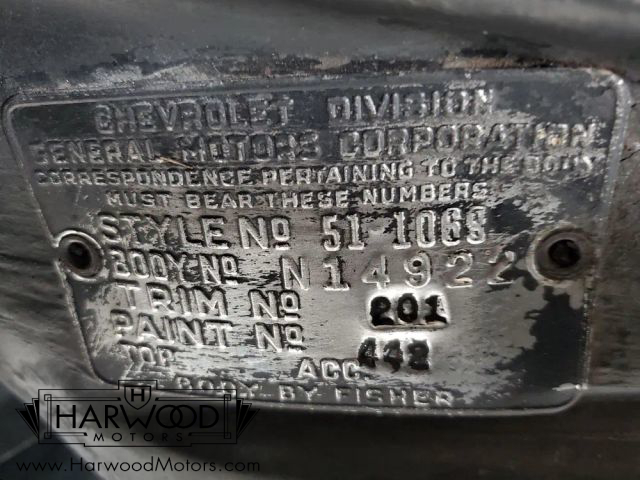 CHEVROLET DIVISION
GENERAL MOTORS CORPORATION
CORRESPONDENCE PERTAINING TO THE BODY
MUST BEAR THESE NUMBERS
STYLE No 51 1069
BODY No N14922
TRIM No 201
PAINT No 442
TOP ACC.
BODY BY FISHER
H
HARWOOD
MOTORS
www.HarwoodMotors.com